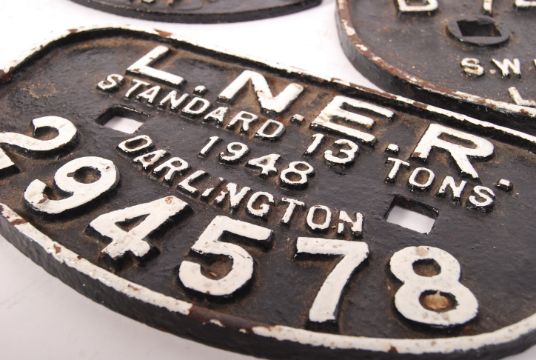 L.N.E.R.
STANDARD 13 TONS
1948
DARLINGTON
294578
S.W